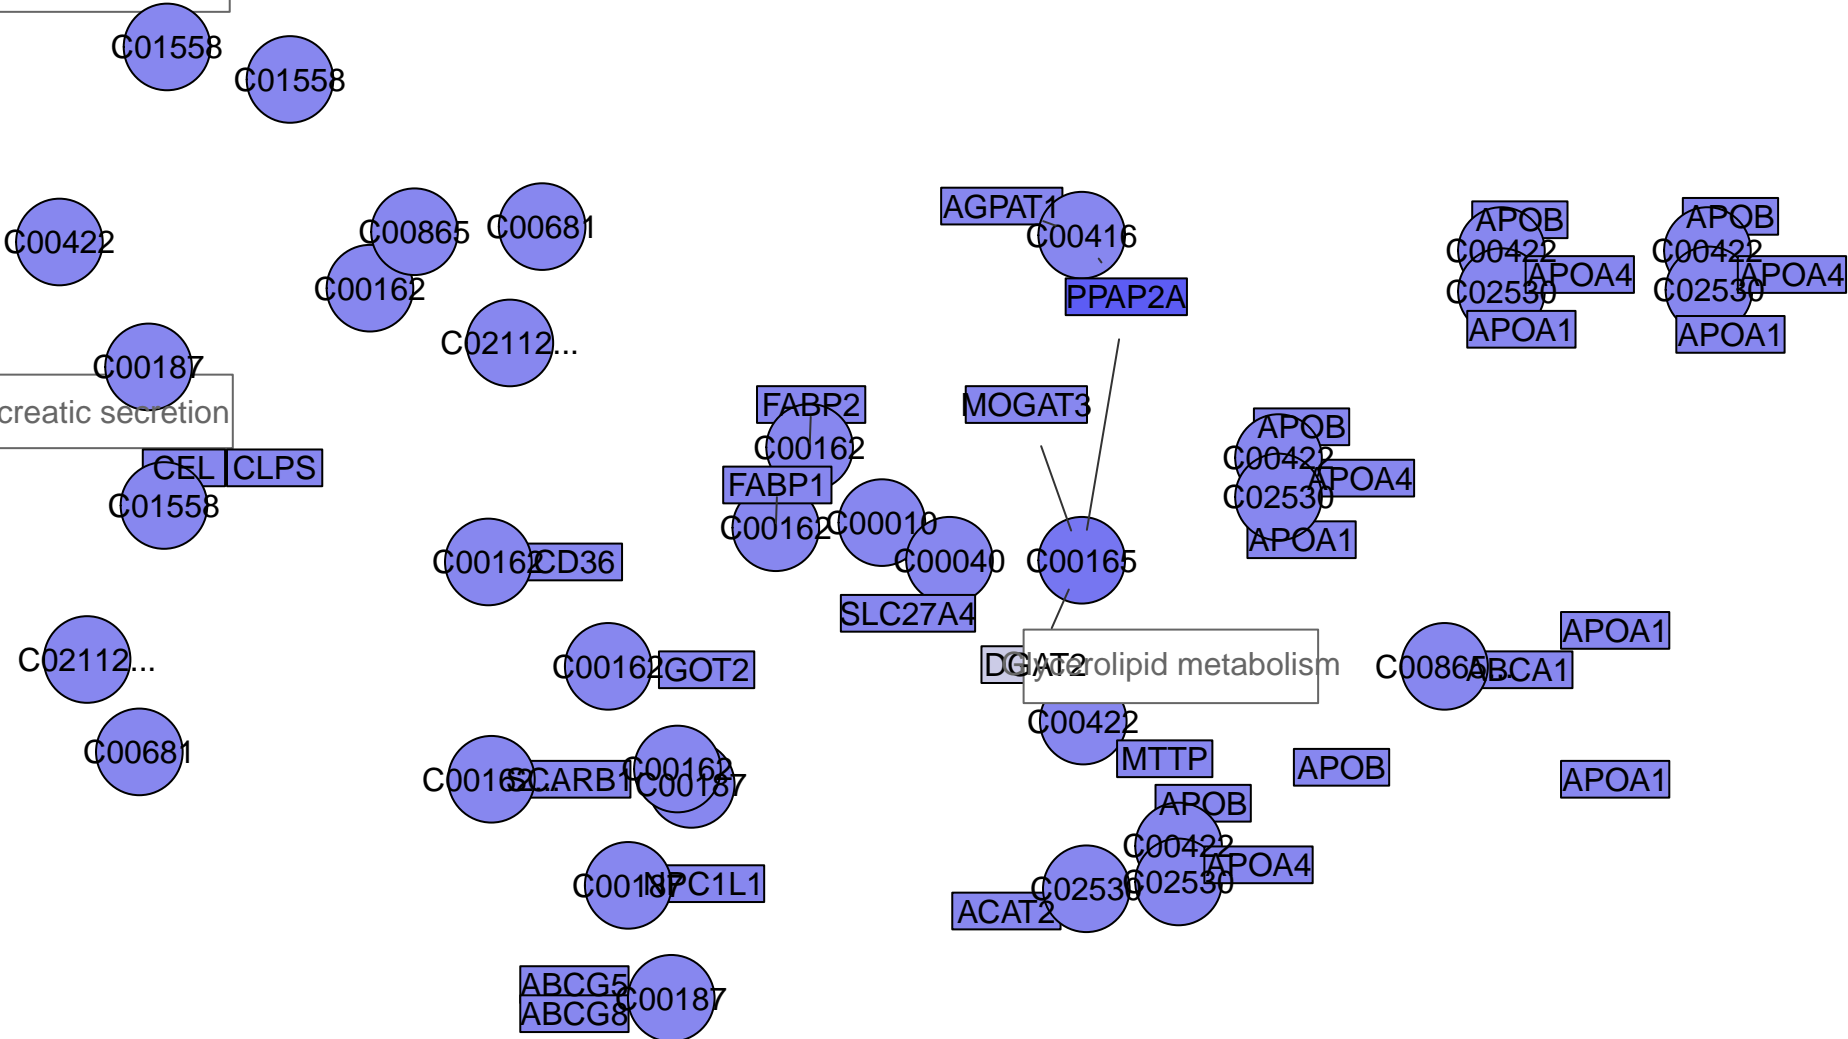 C01558
C01558
AGPAT1
C00416
APOB
APOB
C00422
C00865
C00681
C00422
C00422
APOA4
APOA4
C00162
C02530
C02530
PPAP2A
APOA1
APOA1
C02112...
C00187
creatic secretion
FABP2
MOGAT3
APOB
C00162
C00422
CEL
CLPS
APOA4
FABP1
C02530
C01558
C00162
C00010
APOA1
C00162
CD36
C00040
C00165
SLC27A4
APOA1
C02112...
C00162
GOT2
DGAT2
Glycerolipid metabolism
C00865...
ABCA1
C00422
C00681
MTTP
APOB
C00162...
SCARB1
C00162
C00187
APOA1
APOB
C00422
APOA4
C00187
NPC1L1
C02530
C02530
ACAT2
ABCG5
C00187
ABCG8